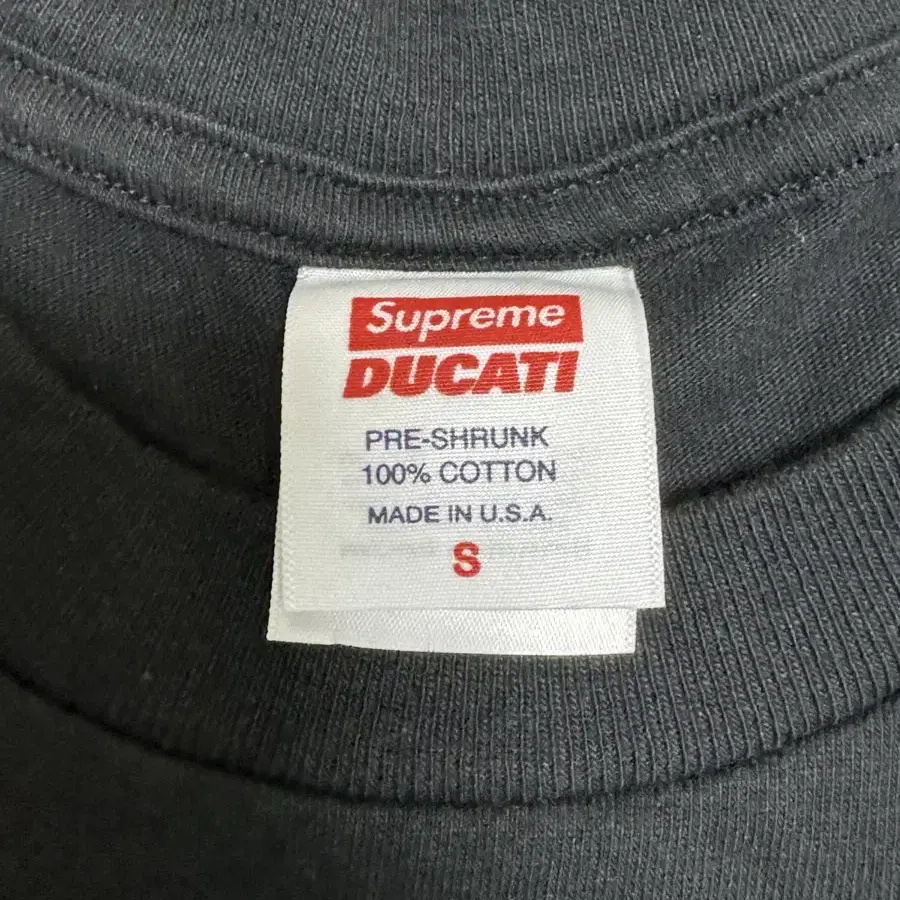 Supreme
DUCATI
PRE-SHRUNK
100% COTTON
MADE IN U.S.A.
S